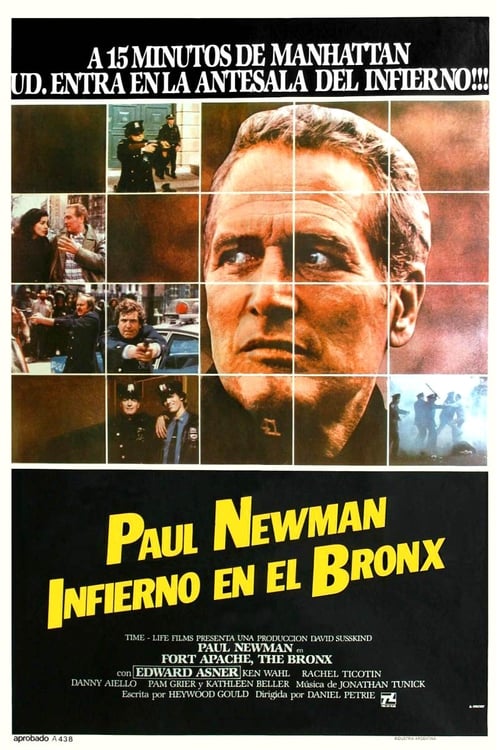 A 15 MINUTOS DE MANHATTAN
UD. ENTRA EN LA ANTESALA DEL INFIERNO!!!
PAUL NEWMAN
INFIERNO EN EL BRONX
TIME - LIFE FILMS PRESENTA UNA PRODUCCION DAVID SUSSKIND
PAUL NEWMAN en
FORT APACHE, THE BRONX
con EDWARD ASNER KEN WAHL RACHEL TICOTIN
DANNY AIELLO PAM GRIER y KATHLEEN BELLER Música de JONATHAN TUNICK
Escrita por HEYWOOD GOULD Dirigida por DANIEL PETRIE
aprobado A 438
INDUSTRIA ARGENTINA